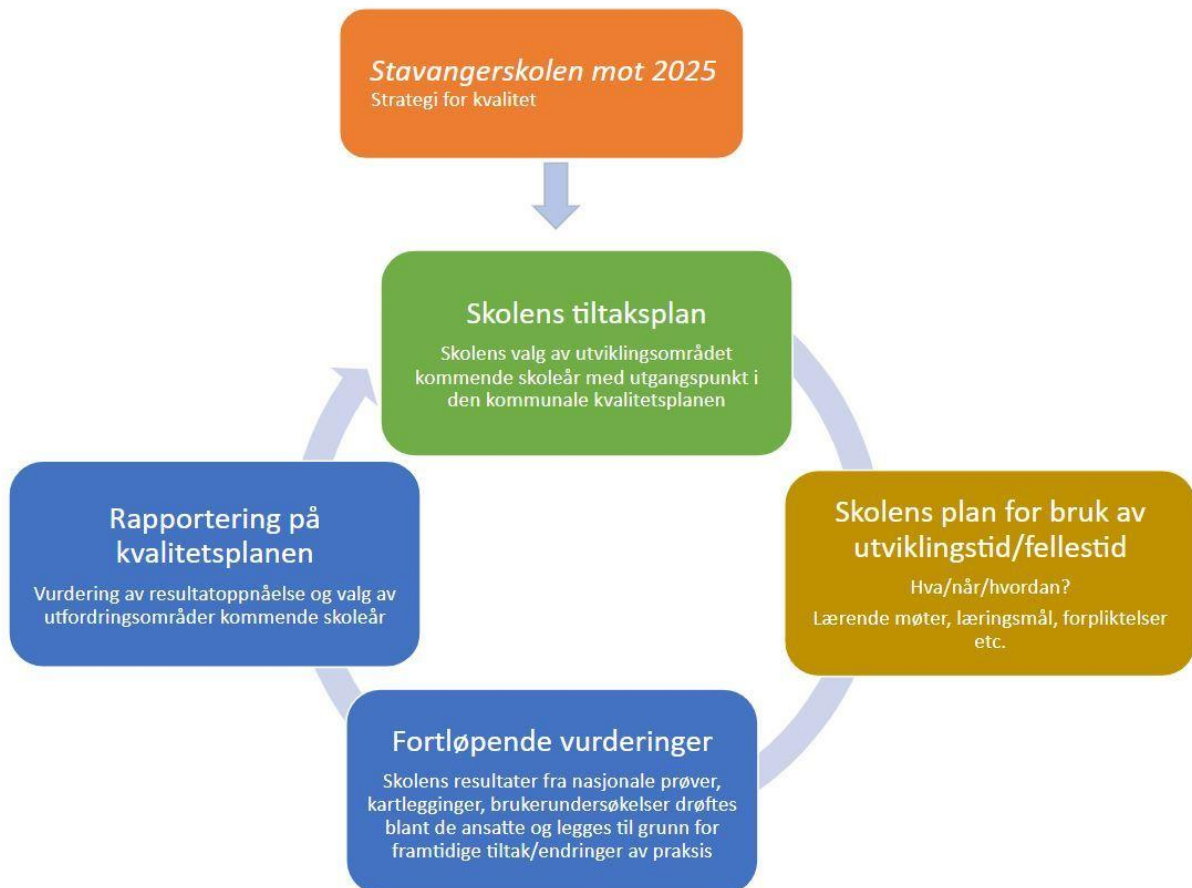 Stavangerskolen mot 2025
Strategi for kvalitet
Skolens tiltaksplan
Skolens valg av utviklingsområdet
kommende skoleår med utgangspunkt i
den kommunale kvalitetsplanen
Skolens plan for bruk av
utviklingstid/fellestid
Hva/når/hvordan?
Lærende møter, læringsmål, forpliktelser
etc.
Fortløpende vurderinger
Skolens resultater fra nasjonale prøver,
kartlegginger, brukerundersøkelser drøftes
blant de ansatte og legges til grunn for
framtidige tiltak/endringer av praksis
Rapportering på
kvalitetsplanen
Vurdering av resultatoppnåelse og valg av
utfordringsområder kommende skoleår